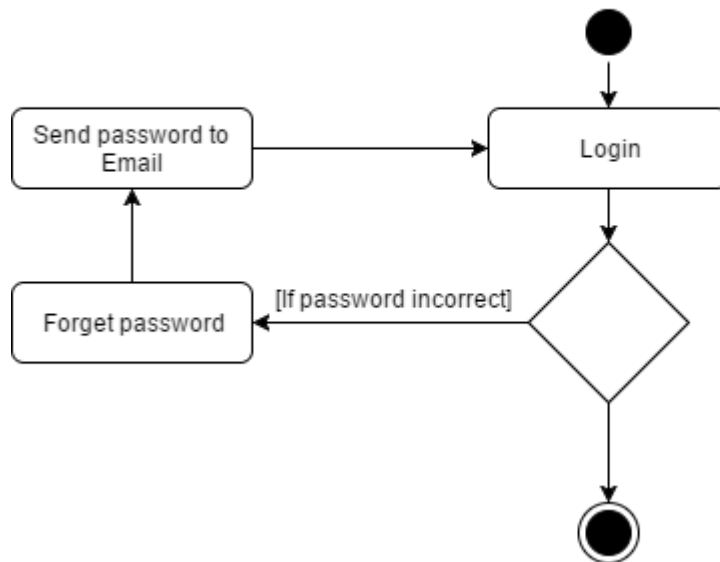 Send password to
Email
Login
[If password incorrect]
Forget password